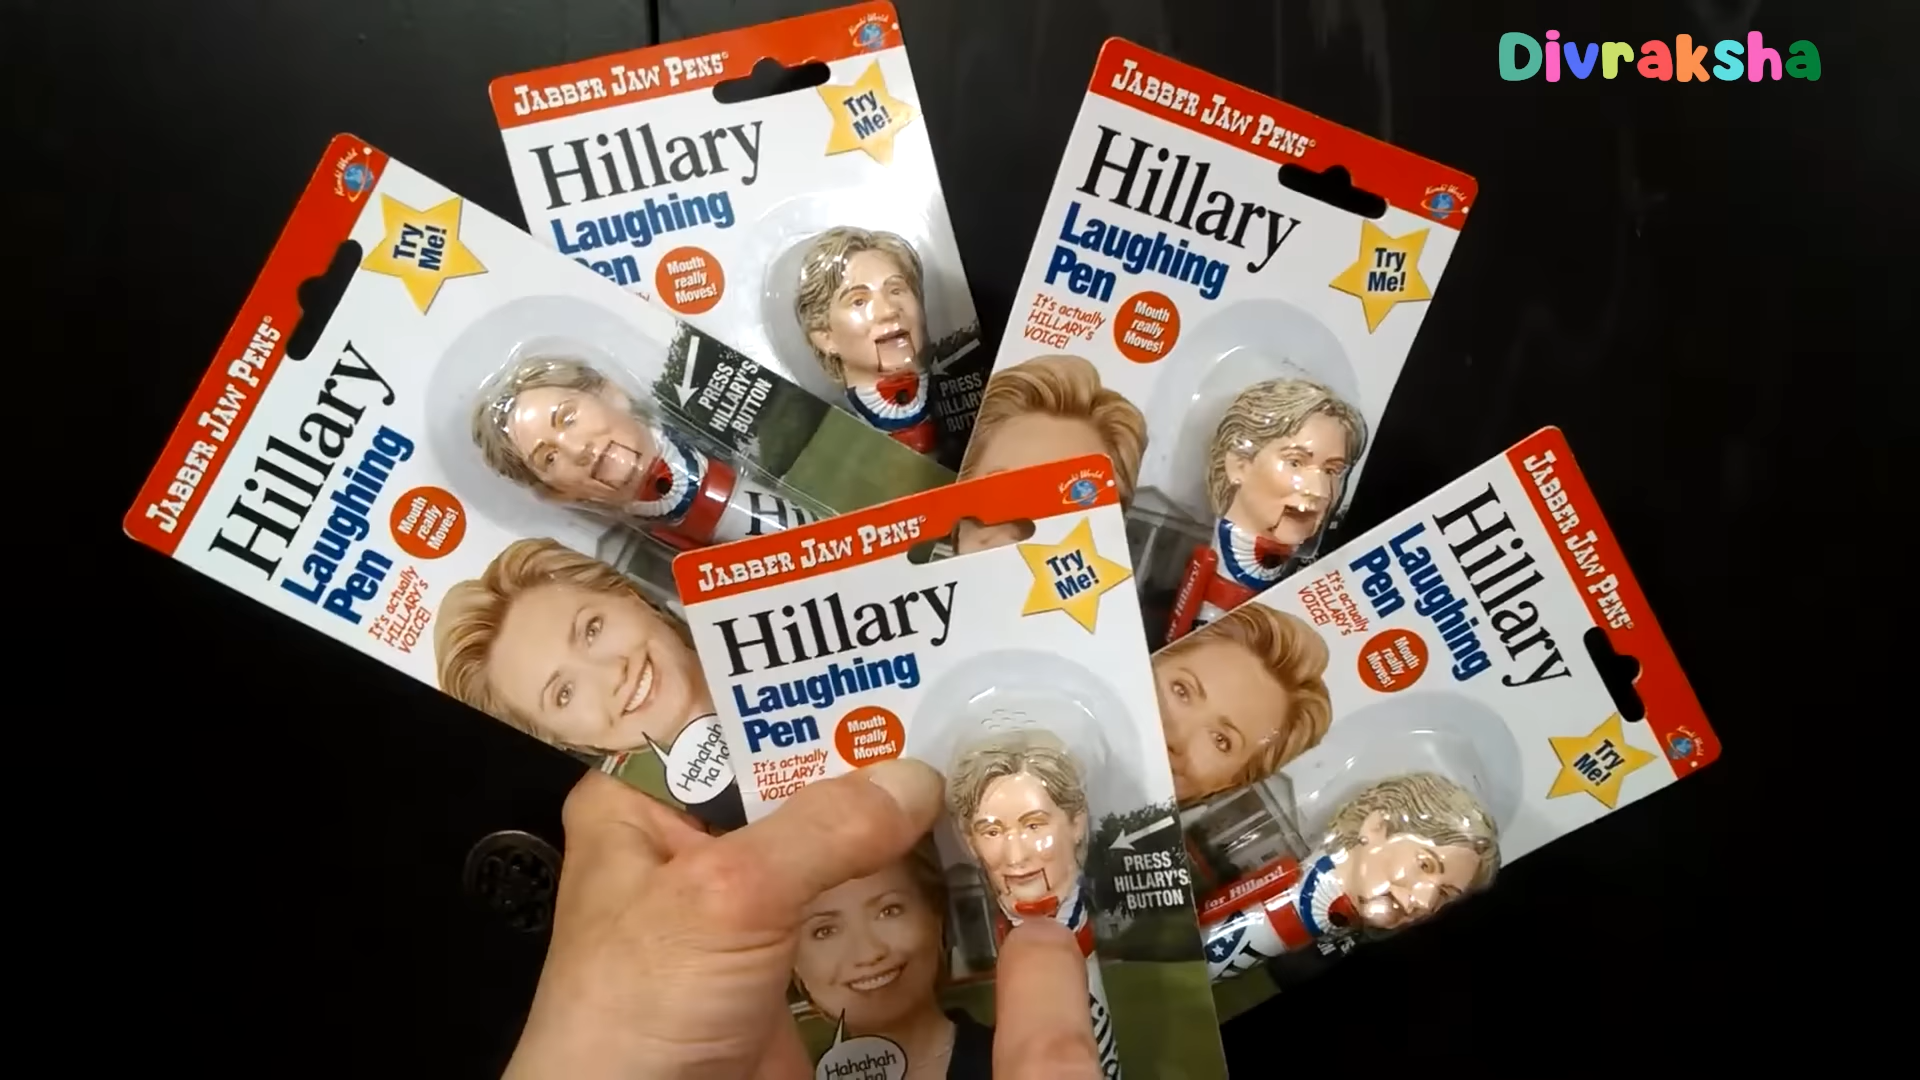 Divraksha
JABBER JAW PENS
Try
Me!
Hillary
Laughing
Pen
Mouth
really
Moves!
It's actually
HILLARY'S
VOICE!
PRESS
HILLARY'S
BUTTON
Hahahah
ha ha!
JABBER JAW PENS
Try
Me!
Hillary
Laughing
Mouth
really
Moves!
PRESS
JABBER JAW PENS
Try
Me!
Hillary
Laughing
Pen
Mouth
really
Moves!
It's actually
HILLARY'S
VOICE!
for Hillary!
JABBER JAW PENS
Try
Me!
Hillary
Laughing
Pen
Mouth
really
Moves!
It's actually
HILLARY'S
VOICE!
PRESS
HILLARY'S
BUTTON
Hahahah
JABBER JAW PENS
Try
Me!
Hillary
Laughing
Pen
It's actually
HILLARY'S
VOICE!
Mouth
really
Moves!
for Hillary!